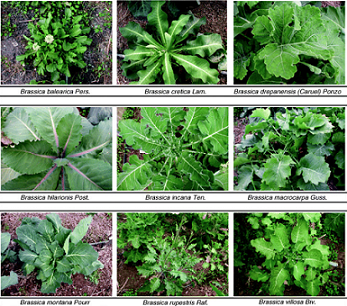 Brassica balearica Pers.
Brassica cretica Lam.
Brassica drepanensis (Caruel) Ponzo
Brassica hilarionis Post.
Brassica incana Ten.
Brassica macrocarpa Guss.
Brassica montana Pourr
Brassica rupestris Raf.
Brassica villosa Biv.